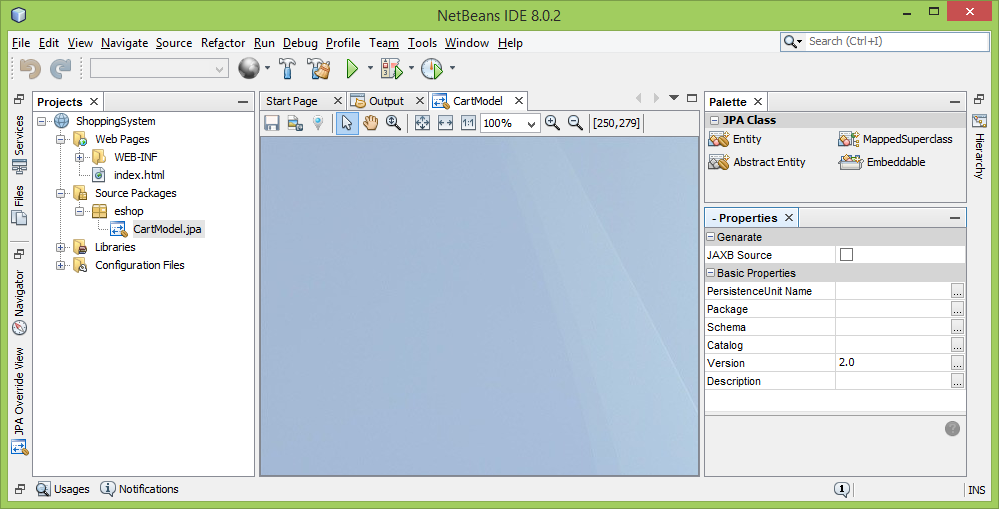 NetBeans IDE 8.0.2
File Edit View Navigate Source Refactor Run Debug Profile Team Tools Window Help
Search (Ctrl+I)
Services
Files
Navigator
JPA Override View
Projects
ShoppingSystem
Web Pages
WEB-INF
index.html
Source Packages
eshop
CartModel.jpa
Libraries
Configuration Files
Start Page Output CartModel
1:1 100% [250,279]
Palette
JPA Class
Entity MappedSuperclass
Abstract Entity Embeddable
- Properties
Genarate
JAXB Source
Basic Properties
PersistenceUnit Name ...
Package ...
Schema ...
Catalog ...
Version 2.0 ...
Description ...
?
Hierarchy
Usages Notifications
1
INS